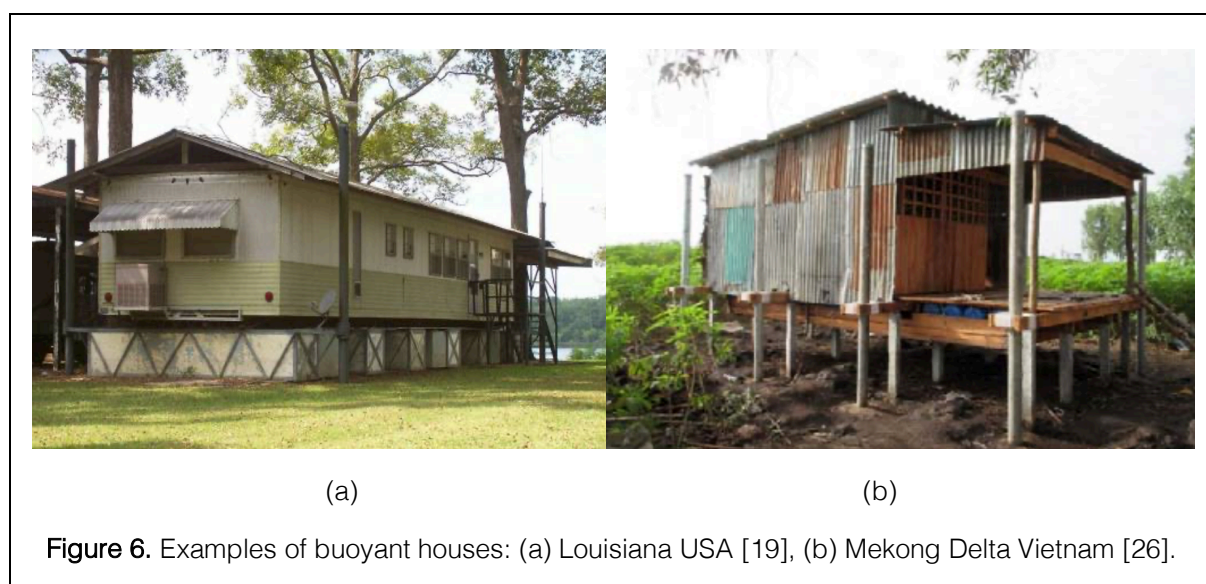 (a)
(b)
Figure 6. Examples of buoyant houses: (a) Louisiana USA [19], (b) Mekong Delta Vietnam [26].